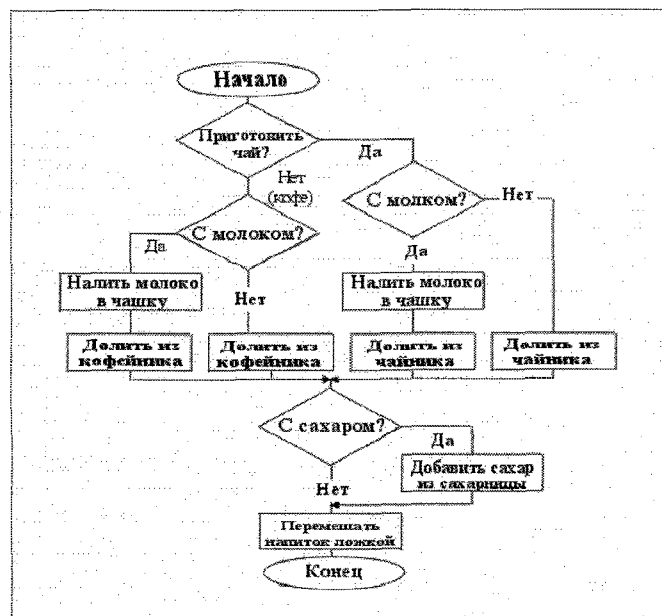 Начало
Приготовить
чай?
Да
Нет
(кофе)
С молком?
Нет
С молоком?
Да
Да
Налить молоко
в чашку
Нет
Налить молоко
в чашку
Долить из
кофейника
Долить из
кофейника
Долить из
чайника
Долить из
чайника
С сахаром?
Да
Добавить сахар
из сахарницы
Нет
Перемешать
напиток ложкой
Конец